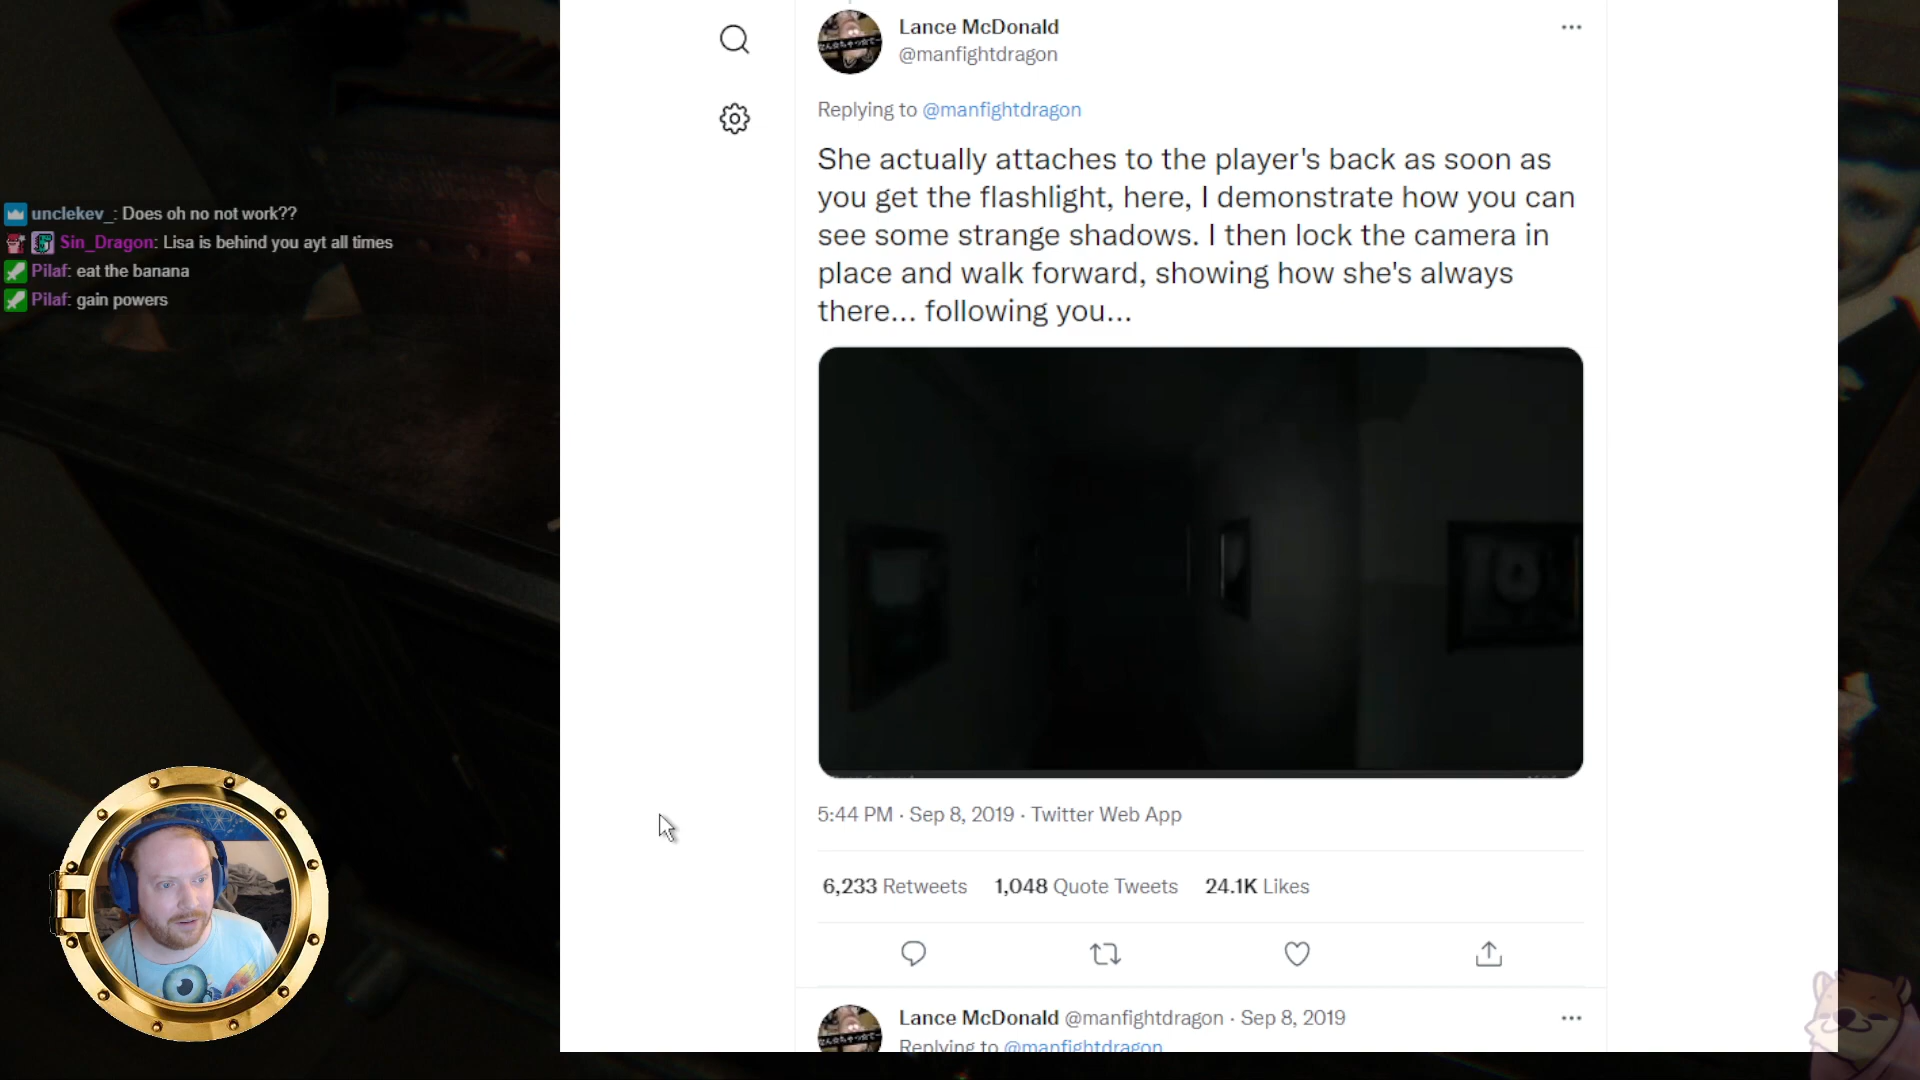 unclekev_: Does oh no not work??
Sin_Dragon: Lisa is behind you ayt all times
Pilaf: eat the banana
Pilaf: gain powers
Lance McDonald
@manfightdragon
Replying to @manfightdragon
She actually attaches to the player's back as soon as
you get the flashlight, here, I demonstrate how you can
see some strange shadows. I then lock the camera in
place and walk forward, showing how she's always
there... following you...
5:44 PM · Sep 8, 2019 · Twitter Web App
6,233 Retweets 1,048 Quote Tweets 24.1K Likes
Lance McDonald @manfightdragon · Sep 8, 2019
Replying to @manfightdragon